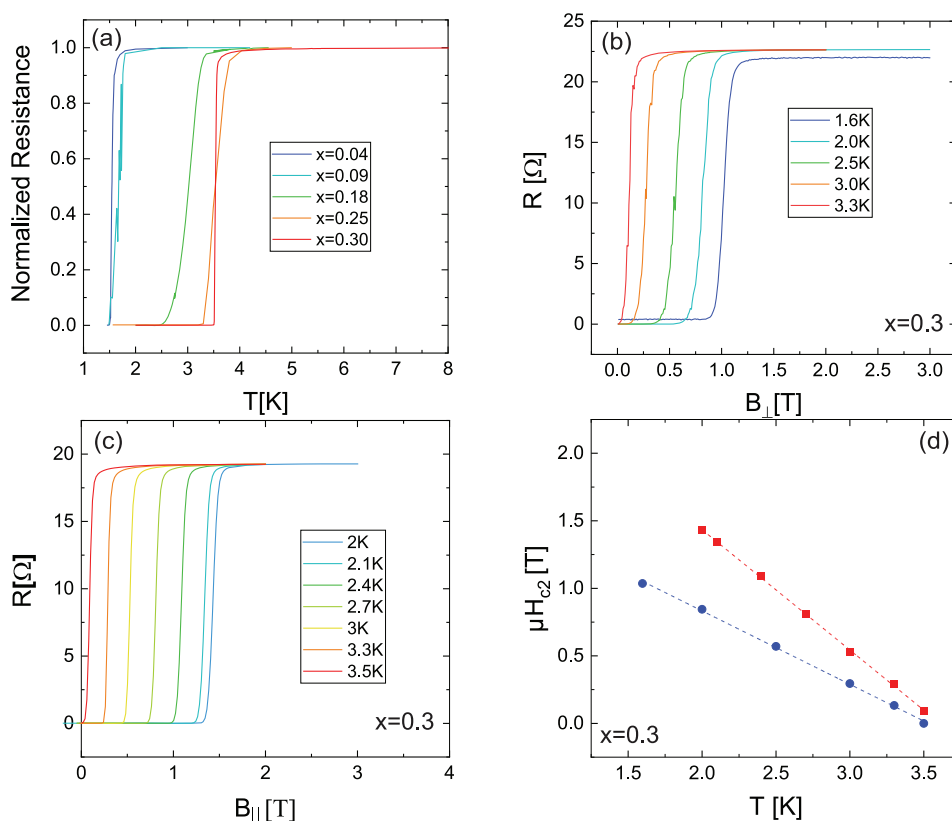 (a)
Normalized Resistance
1.0
0.8
0.6
0.4
0.2
0.0
x=0.04
x=0.09
x=0.18
x=0.25
x=0.30
1 2 3 4 5 6 7 8
T[K]
(b)
R [Ω]
25
20
15
10
5
0
1.6K
2.0K
2.5K
3.0K
3.3K
x=0.3
0.0 0.5 1.0 1.5 2.0 2.5 3.0
B⊥[T]
(c)
R[Ω]
20
15
10
5
0
2K
2.1K
2.4K
2.7K
3K
3.3K
3.5K
x=0.3
0 1 2 3 4
B||[T]
(d)
μHc2 [T]
2.0
1.5
1.0
0.5
0.0
x=0.3
1.5 2.0 2.5 3.0 3.5
T [K]